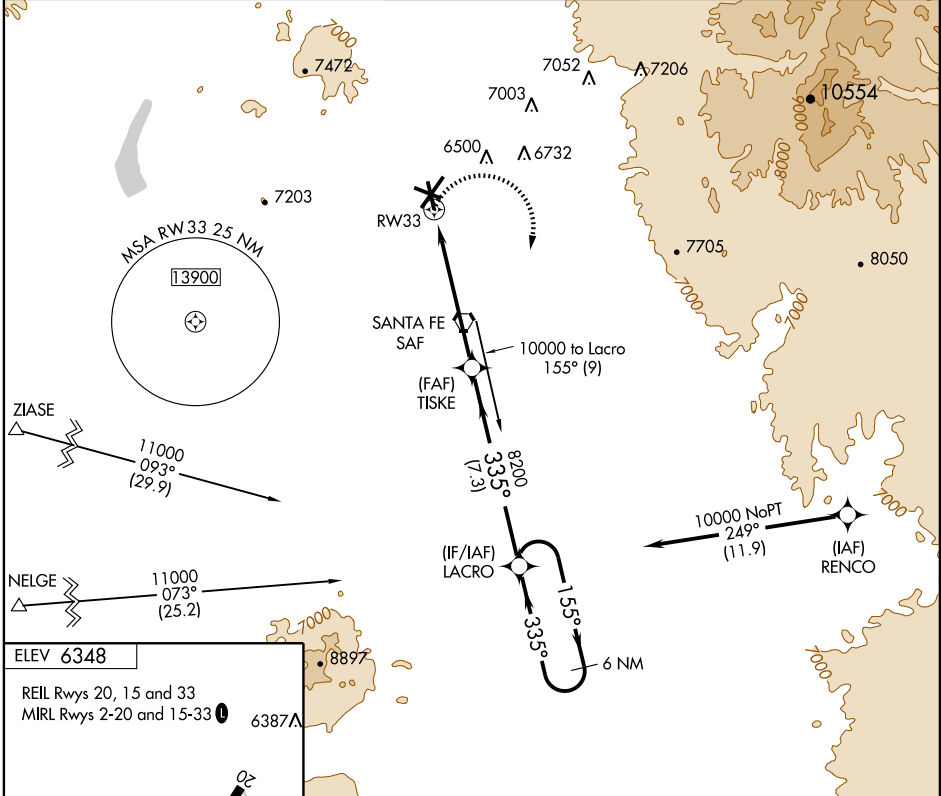 7000
7472
7052
7206
7003
10554
9000
6500
6732
8000
7203
RW33
MSA RW33 25 NM
13900
7705
8050
7000
7000
SANTA FE
SAF
10000 to Lacro
155° (9)
(FAF)
TISKE
ZIASE
11000
093°
(29.9)
8200
335°
(7.3)
7000
10000 NoPT
249°
(11.9)
(IAF)
RENCO
(IF/IAF)
LACRO
NELGE
11000
073°
(25.2)
155°
335°
6 NM
7000
7000
8897
6387
ELEV 6348
REIL Rwys 20, 15 and 33
MIRL Rwys 2-20 and 15-33 L
20